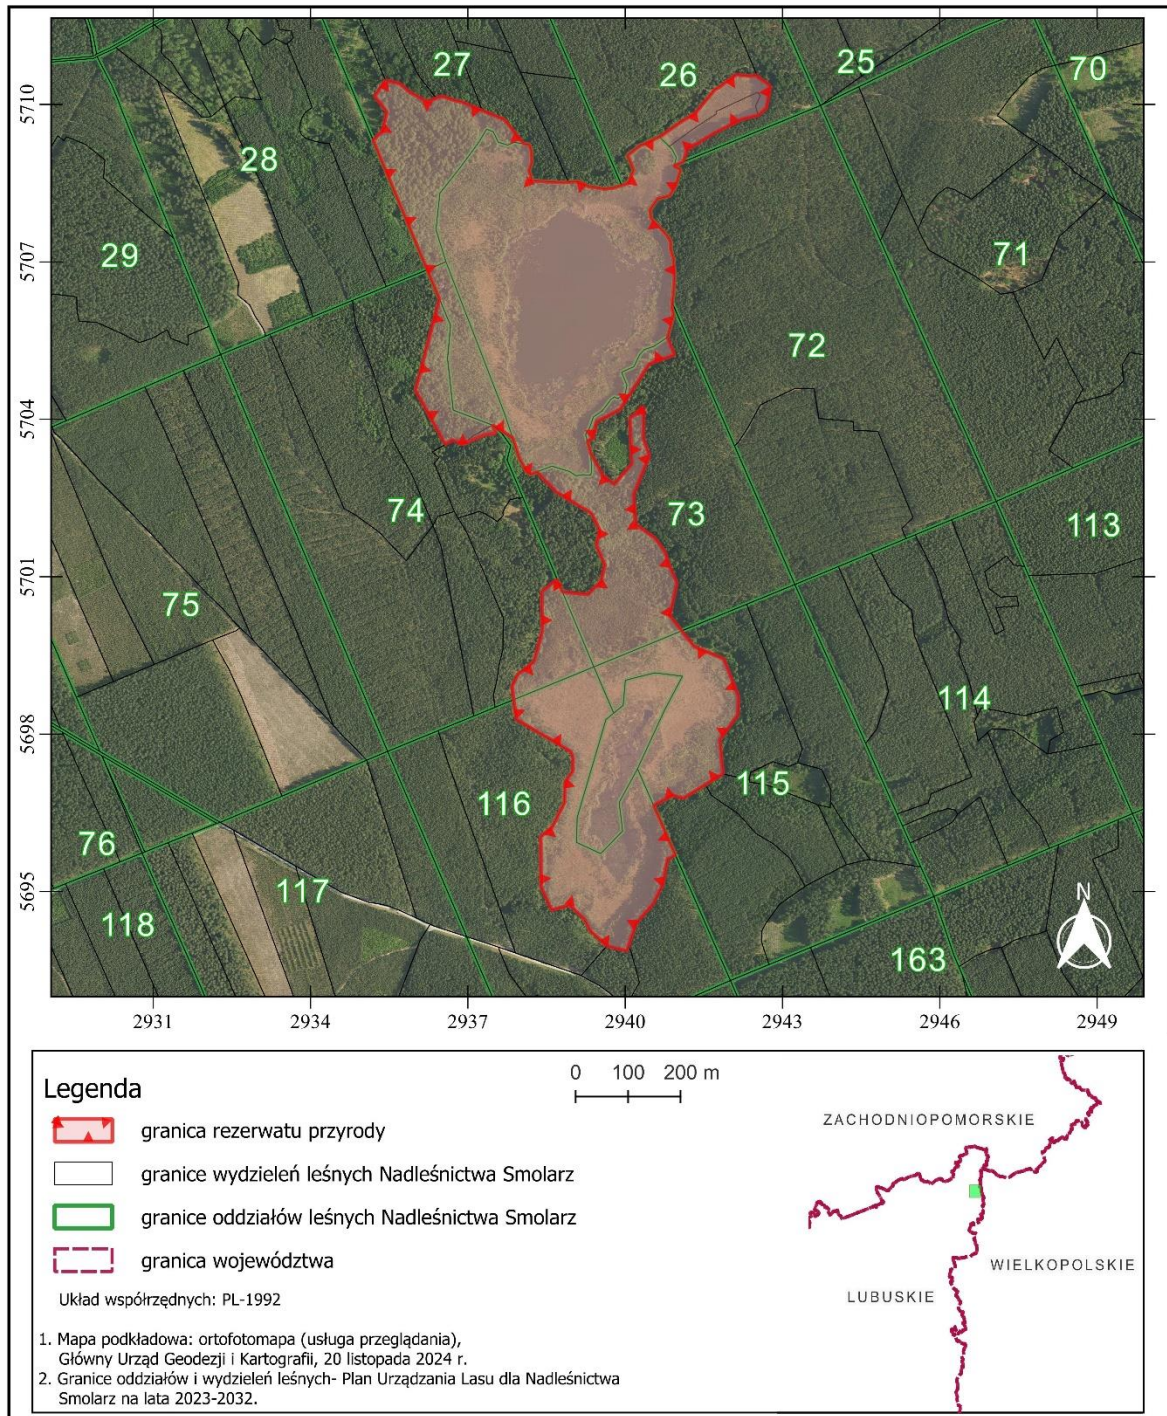 27
26
25
70
5710
28
29
71
5707
72
5704
74
73
113
5701
75
114
5698
116
115
76
117
5695
118
163
N
2931
2934
2937
2940
2943
2946
2949
Legenda
granica rezerwatu przyrody
granice wydzieleń leśnych Nadleśnictwa Smolarz
granice oddziałów leśnych Nadleśnictwa Smolarz
granica województwa
Układ współrzędnych: PL-1992
1. Mapa podkładowa: ortofotomapa (usługa przeglądania),
Główny Urząd Geodezji i Kartografii, 20 listopada 2024 r.
2. Granice oddziałów i wydzieleń leśnych- Plan Urządzania Lasu dla Nadleśnictwa
Smolarz na lata 2023-2032.
0 100 200 m
ZACHODNIOPOMORSKIE
WIELKOPOLSKIE
LUBUSKIE